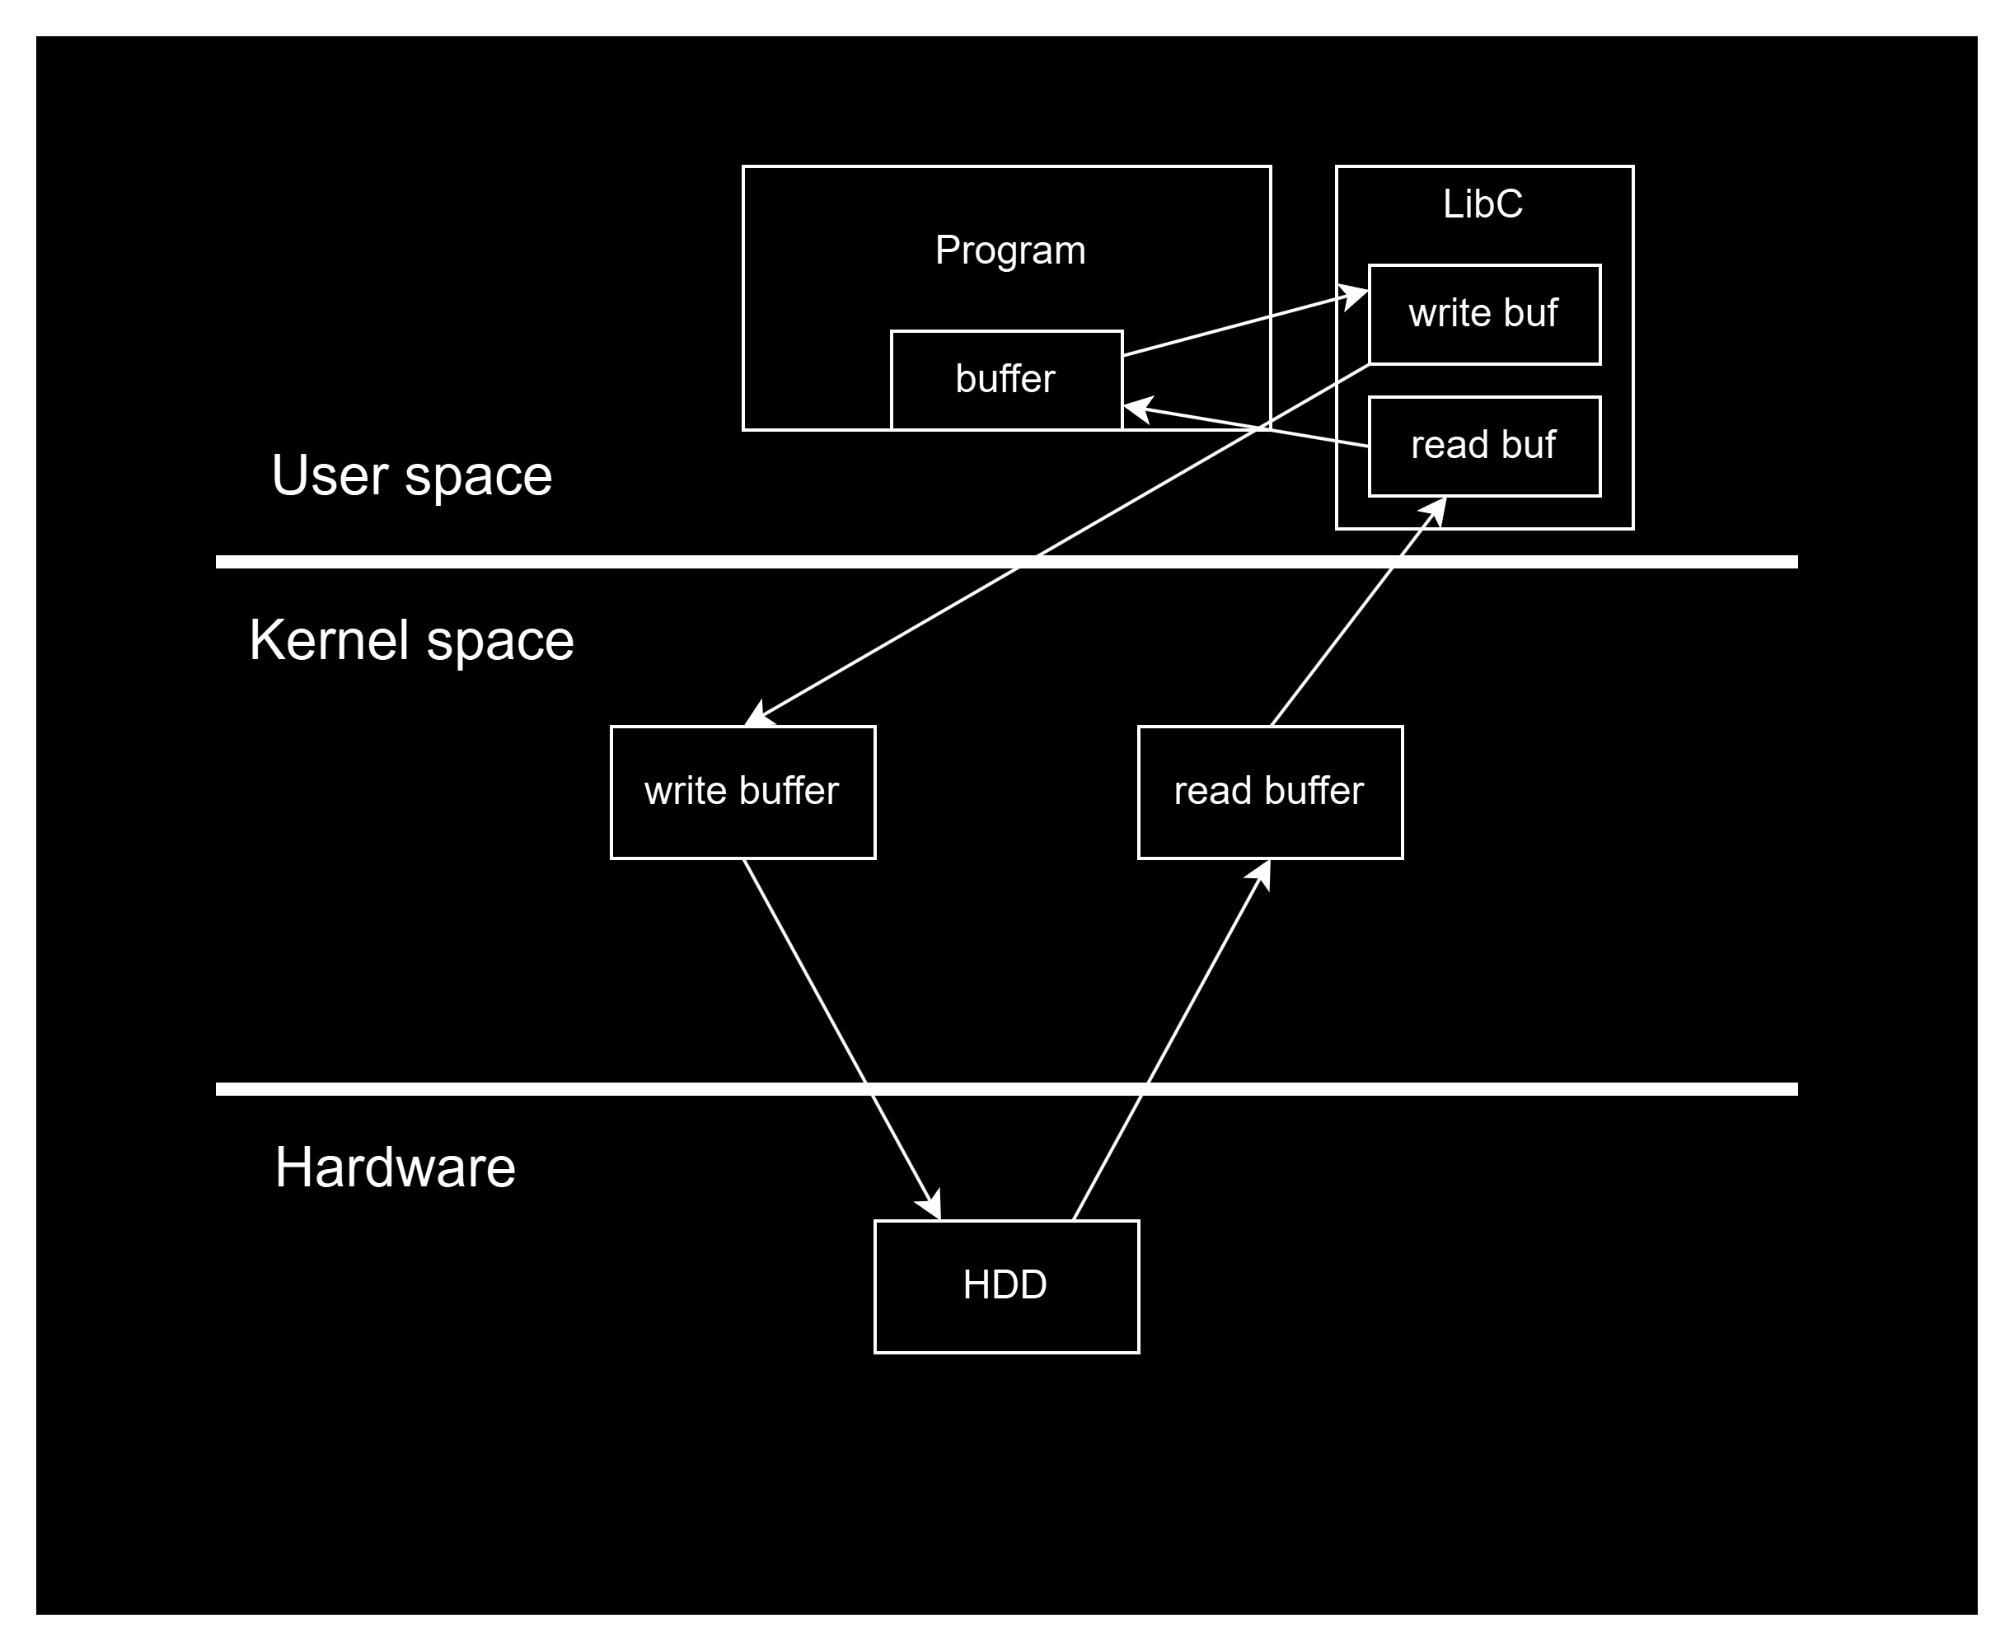 LibC
Program
write buf
buffer
read buf
User space
Kernel space
write buffer
read buffer
Hardware
HDD